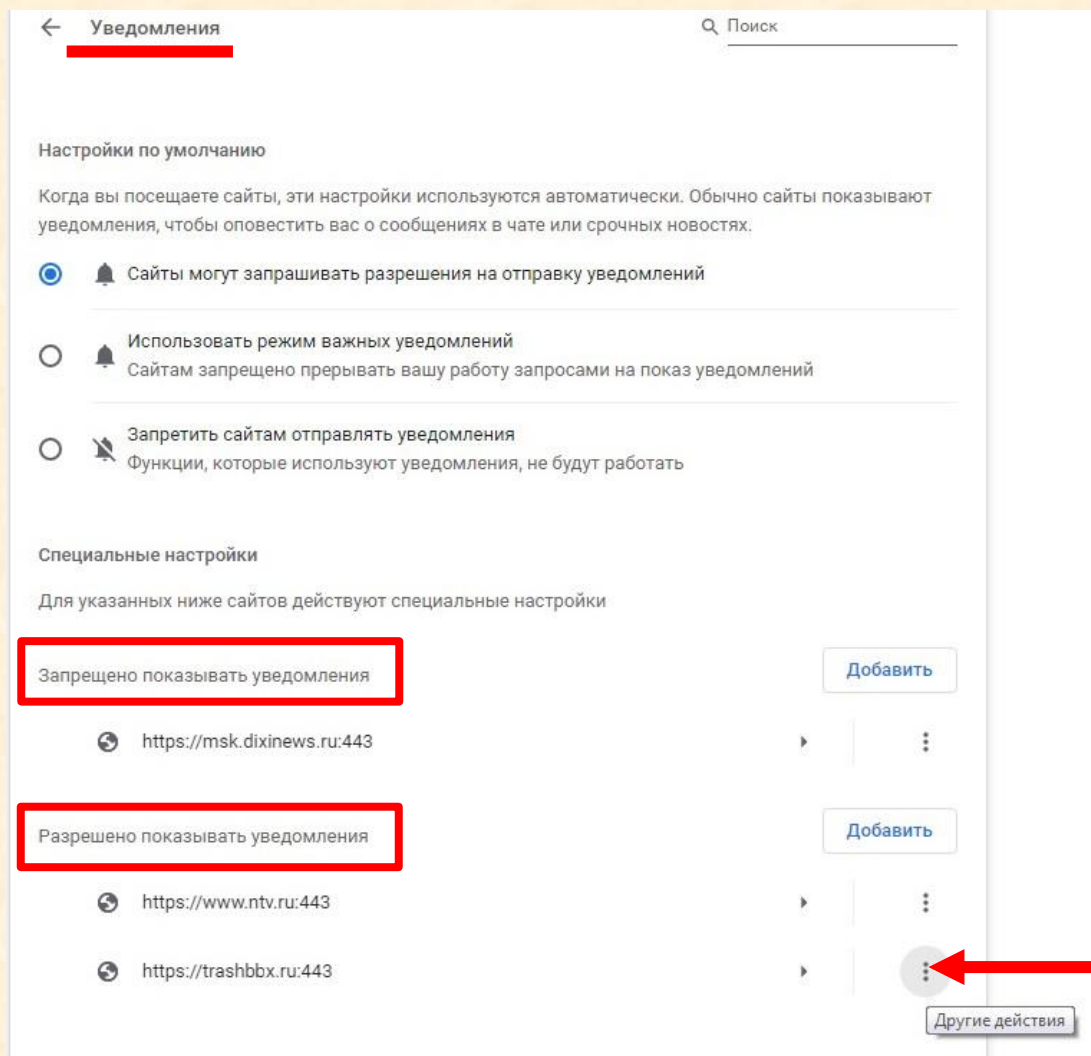 Уведомления
Поиск
Настройки по умолчанию
Когда вы посещаете сайты, эти настройки используются автоматически. Обычно сайты показывают
уведомления, чтобы оповестить вас о сообщениях в чате или срочных новостях.
Сайты могут запрашивать разрешения на отправку уведомлений
Использовать режим важных уведомлений
Сайтам запрещено прерывать вашу работу запросами на показ уведомлений
Запретить сайтам отправлять уведомления
Функции, которые используют уведомления, не будут работать
Специальные настройки
Для указанных ниже сайтов действуют специальные настройки
Запрещено показывать уведомления
Добавить
https://msk.dixinews.ru:443
Разрешено показывать уведомления
Добавить
https://www.ntv.ru:443
https://trashbbx.ru:443
Другие действия